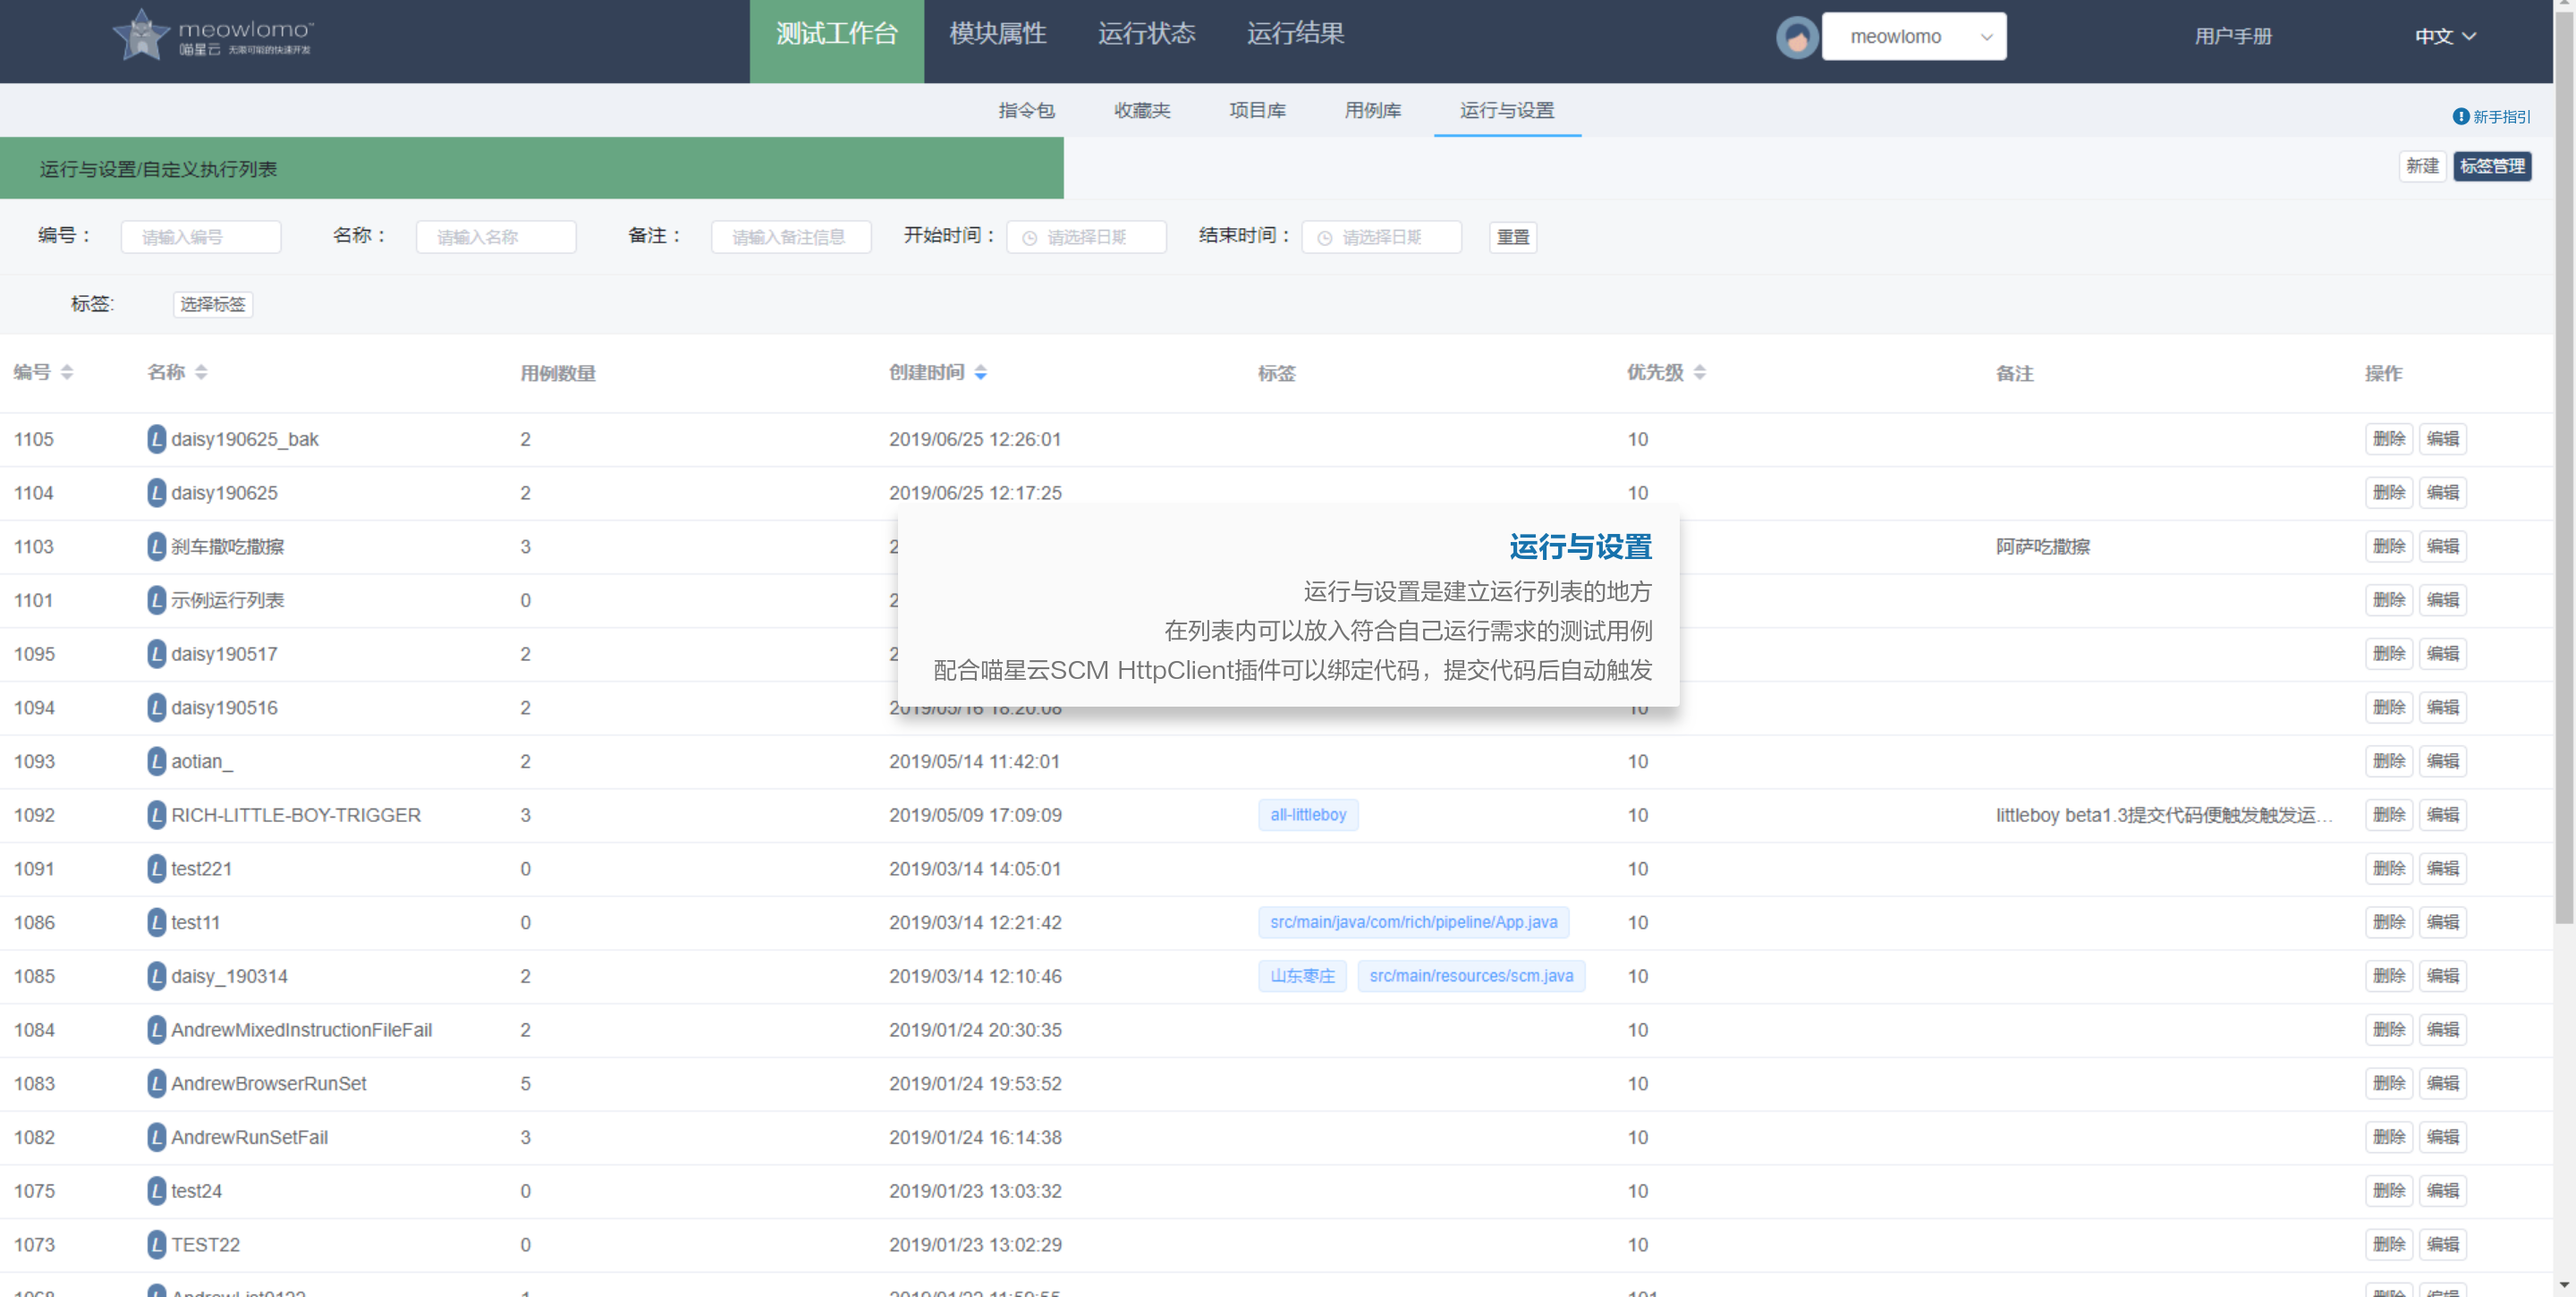 meowlomo™
喵星云 无限可能的快速开发
测试工作台 模块属性 运行状态 运行结果
meowlomo
用户手册
中文
指令包 收藏夹 项目库 用例库 运行与设置
新手指引
运行与设置/自定义执行列表
新建 标签管理
编号： 请输入编号 名称： 请输入名称 备注： 请输入备注信息 开始时间： 请选择日期 结束时间： 请选择日期 重置
标签: 选择标签
编号 名称 用例数量 创建时间 标签 优先级 备注 操作
1105 L daisy190625_bak 2 2019/06/25 12:26:01 10 删除 编辑
1104 L daisy190625 2 2019/06/25 12:17:25 10 删除 编辑
1103 L 刹车撒吃撒擦 3 2 阿萨吃撒擦 删除 编辑
1101 L 示例运行列表 0 2 删除 编辑
1095 L daisy190517 2 2 删除 编辑
1094 L daisy190516 2 2019/05/16 18:20:08 10 删除 编辑
运行与设置
运行与设置是建立运行列表的地方
在列表内可以放入符合自己运行需求的测试用例
配合喵星云SCM HttpClient插件可以绑定代码，提交代码后自动触发
1093 L aotian_ 2 2019/05/14 11:42:01 10 删除 编辑
1092 L RICH-LITTLE-BOY-TRIGGER 3 2019/05/09 17:09:09 all-littleboy 10 littleboy beta1.3提交代码便触发触发运... 删除 编辑
1091 L test221 0 2019/03/14 14:05:01 10 删除 编辑
1086 L test11 0 2019/03/14 12:21:42 src/main/java/com/rich/pipeline/App.java 10 删除 编辑
1085 L daisy_190314 2 2019/03/14 12:10:46 山东枣庄 src/main/resources/scm.java 10 删除 编辑
1084 L AndrewMixedInstructionFileFail 2 2019/01/24 20:30:35 10 删除 编辑
1083 L AndrewBrowserRunSet 5 2019/01/24 19:53:52 10 删除 编辑
1082 L AndrewRunSetFail 3 2019/01/24 16:14:38 10 删除 编辑
1075 L test24 0 2019/01/23 13:03:32 10 删除 编辑
1073 L TEST22 0 2019/01/23 13:02:29 10 删除 编辑